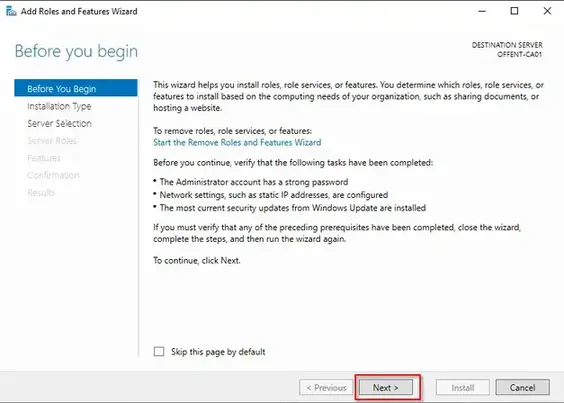 Add Roles and Features Wizard
Before you begin
DESTINATION SERVER
OFFENT-CA01
Before You Begin
Installation Type
Server Selection
Server Roles
Features
Confirmation
Results
This wizard helps you install roles, role services, or features. You determine which roles, role services, or
features to install based on the computing needs of your organization, such as sharing documents, or
hosting a website.
To remove roles, role services, or features:
Start the Remove Roles and Features Wizard
Before you continue, verify that the following tasks have been completed:
• The Administrator account has a strong password
• Network settings, such as static IP addresses, are configured
• The most current security updates from Windows Update are installed
If you must verify that any of the preceding prerequisites have been completed, close the wizard,
complete the steps, and then run the wizard again.
To continue, click Next.
Skip this page by default
< Previous
Next >
Install
Cancel